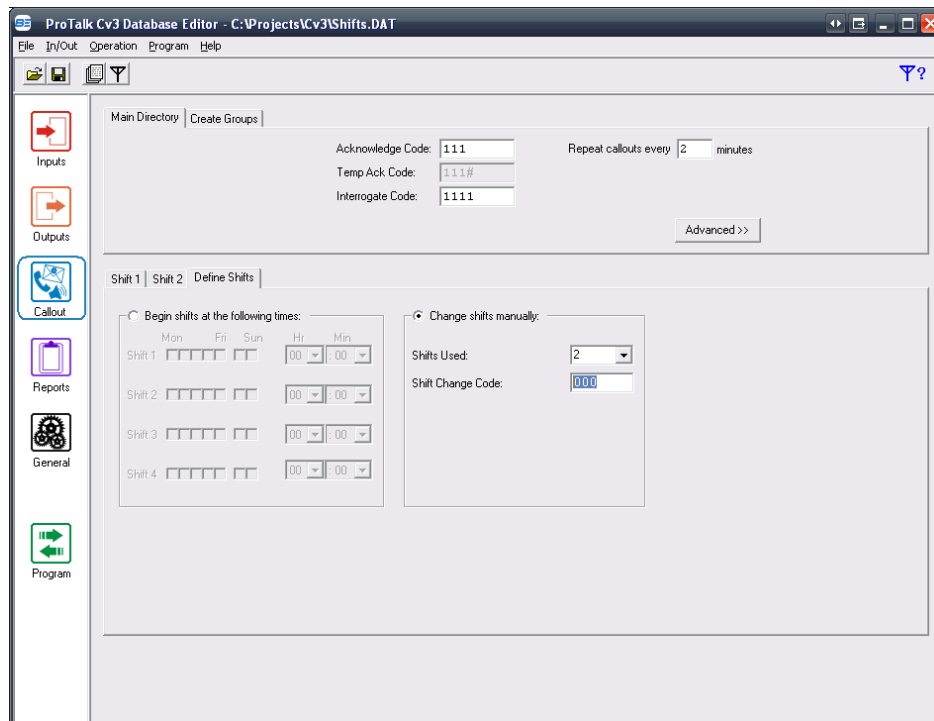 ProTalk Cv3 Database Editor - C:\Projects\Cv3\Shifts.DAT
File In/Out Operation Program Help
?
Inputs
Outputs
Callout
Reports
General
Program
Main Directory Create Groups
Acknowledge Code: 111 Repeat callouts every 2 minutes
Temp Ack Code: 111#
Interrogate Code: 1111
Advanced >>
Shift 1 Shift 2 Define Shifts
Begin shifts at the following times:
Mon Fri Sun Hr Min
Shift 1 00 : 00
Shift 2 00 : 00
Shift 3 00 : 00
Shift 4 00 : 00
Change shifts manually:
Shifts Used: 2
Shift Change Code: 000